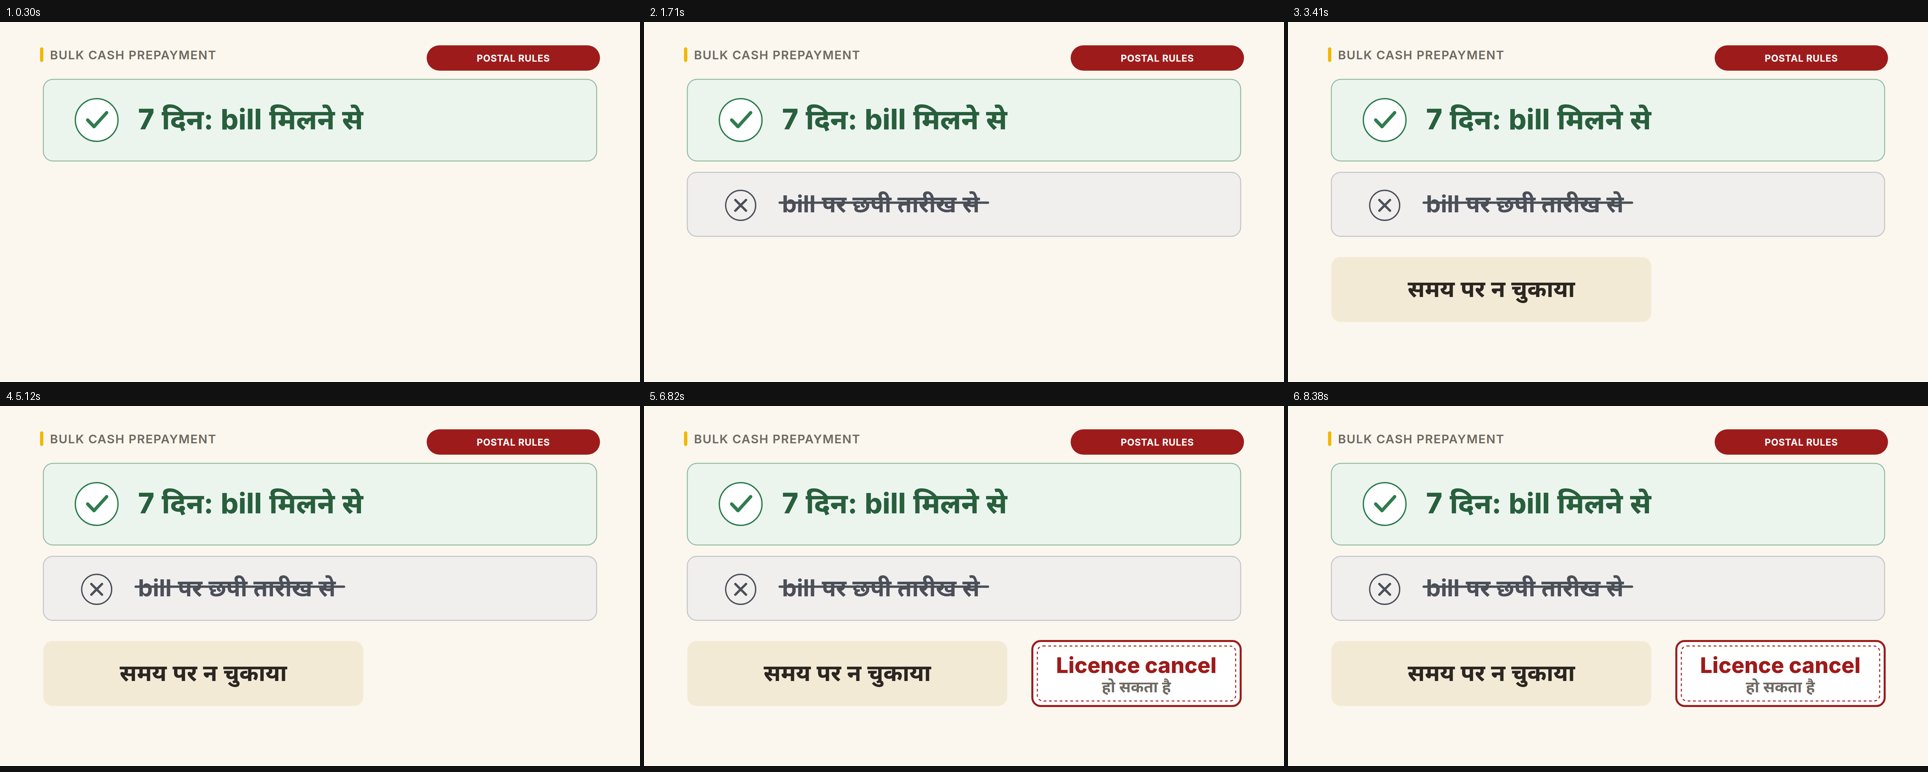 1. 0.30s
BULK CASH PREPAYMENT
POSTAL RULES
7 दिन: bill मिलने से
2. 1.71s
BULK CASH PREPAYMENT
POSTAL RULES
7 दिन: bill मिलने से
bill पर छपी तारीख से
3. 3.41s
BULK CASH PREPAYMENT
POSTAL RULES
7 दिन: bill मिलने से
bill पर छपी तारीख से
समय पर न चुकाया
4. 5.12s
BULK CASH PREPAYMENT
POSTAL RULES
7 दिन: bill मिलने से
bill पर छपी तारीख से
समय पर न चुकाया
5. 6.82s
BULK CASH PREPAYMENT
POSTAL RULES
7 दिन: bill मिलने से
bill पर छपी तारीख से
समय पर न चुकाया
Licence cancel
हो सकता है
6. 8.38s
BULK CASH PREPAYMENT
POSTAL RULES
7 दिन: bill मिलने से
bill पर छपी तारीख से
समय पर न चुकाया
Licence cancel
हो सकता है